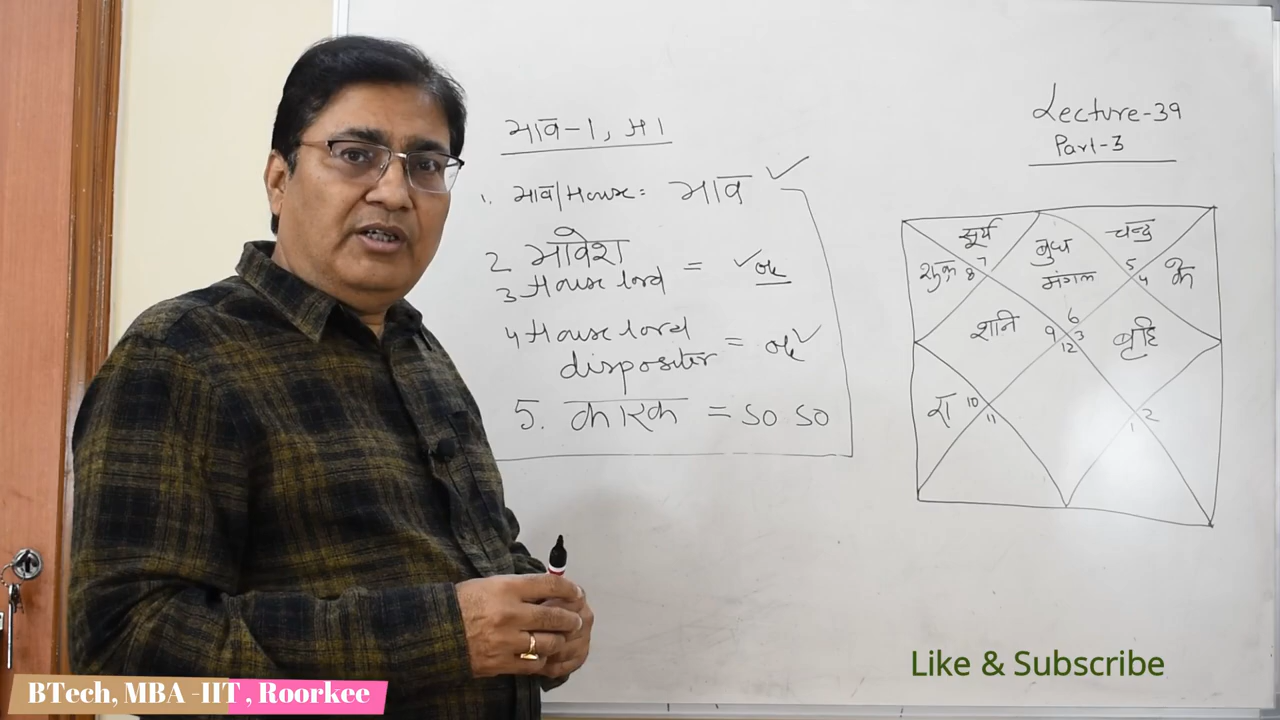 भाव-1,
1. भाव/House: भाव ✓
2 भावेश
3 House lord = ✓ok
4 House lord
dispositer = ok ✓
5. कारक = so so
Lecture-39
Part-3
सूर्य
बुध
चन्द्र
शुक्र 8 7
मंगल
5
4 के
शनि
6
9 3
12
बृह
रा 10
11
2
1
Like & Subscribe
BTech, MBA -IIT , Roorkee